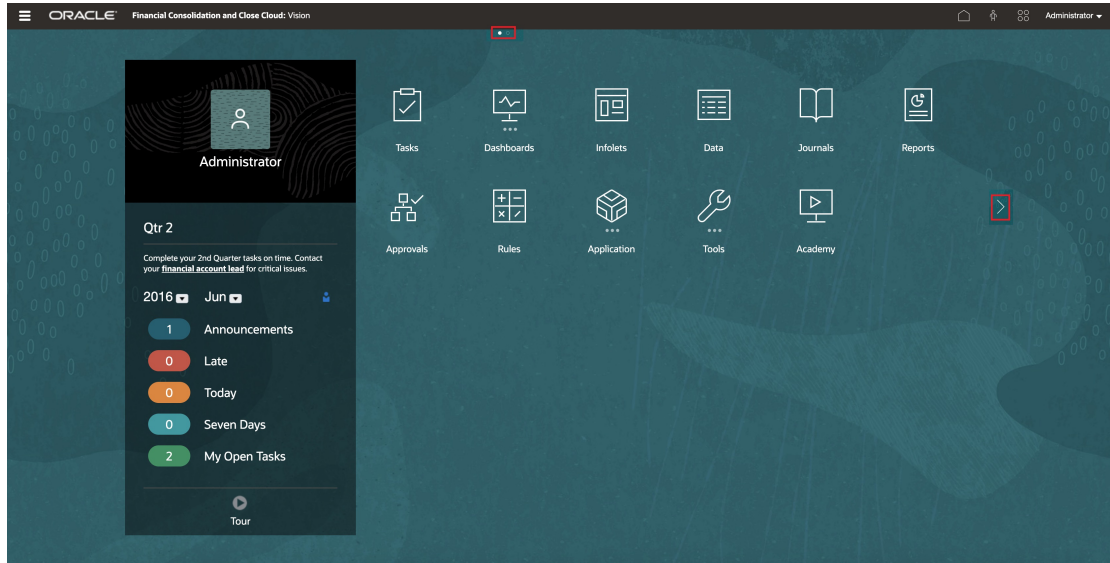 ORACLE Financial Consolidation and Close Cloud: Vision Administrator
Administrator
Tasks Dashboards Infolets Data Journals Reports
Approvals Rules Application Tools Academy
Qtr 2
Complete your 2nd Quarter tasks on time. Contact
your financial account lead for critical issues.
2016 Jun
1 Announcements
0 Late
0 Today
0 Seven Days
2 My Open Tasks
Tour